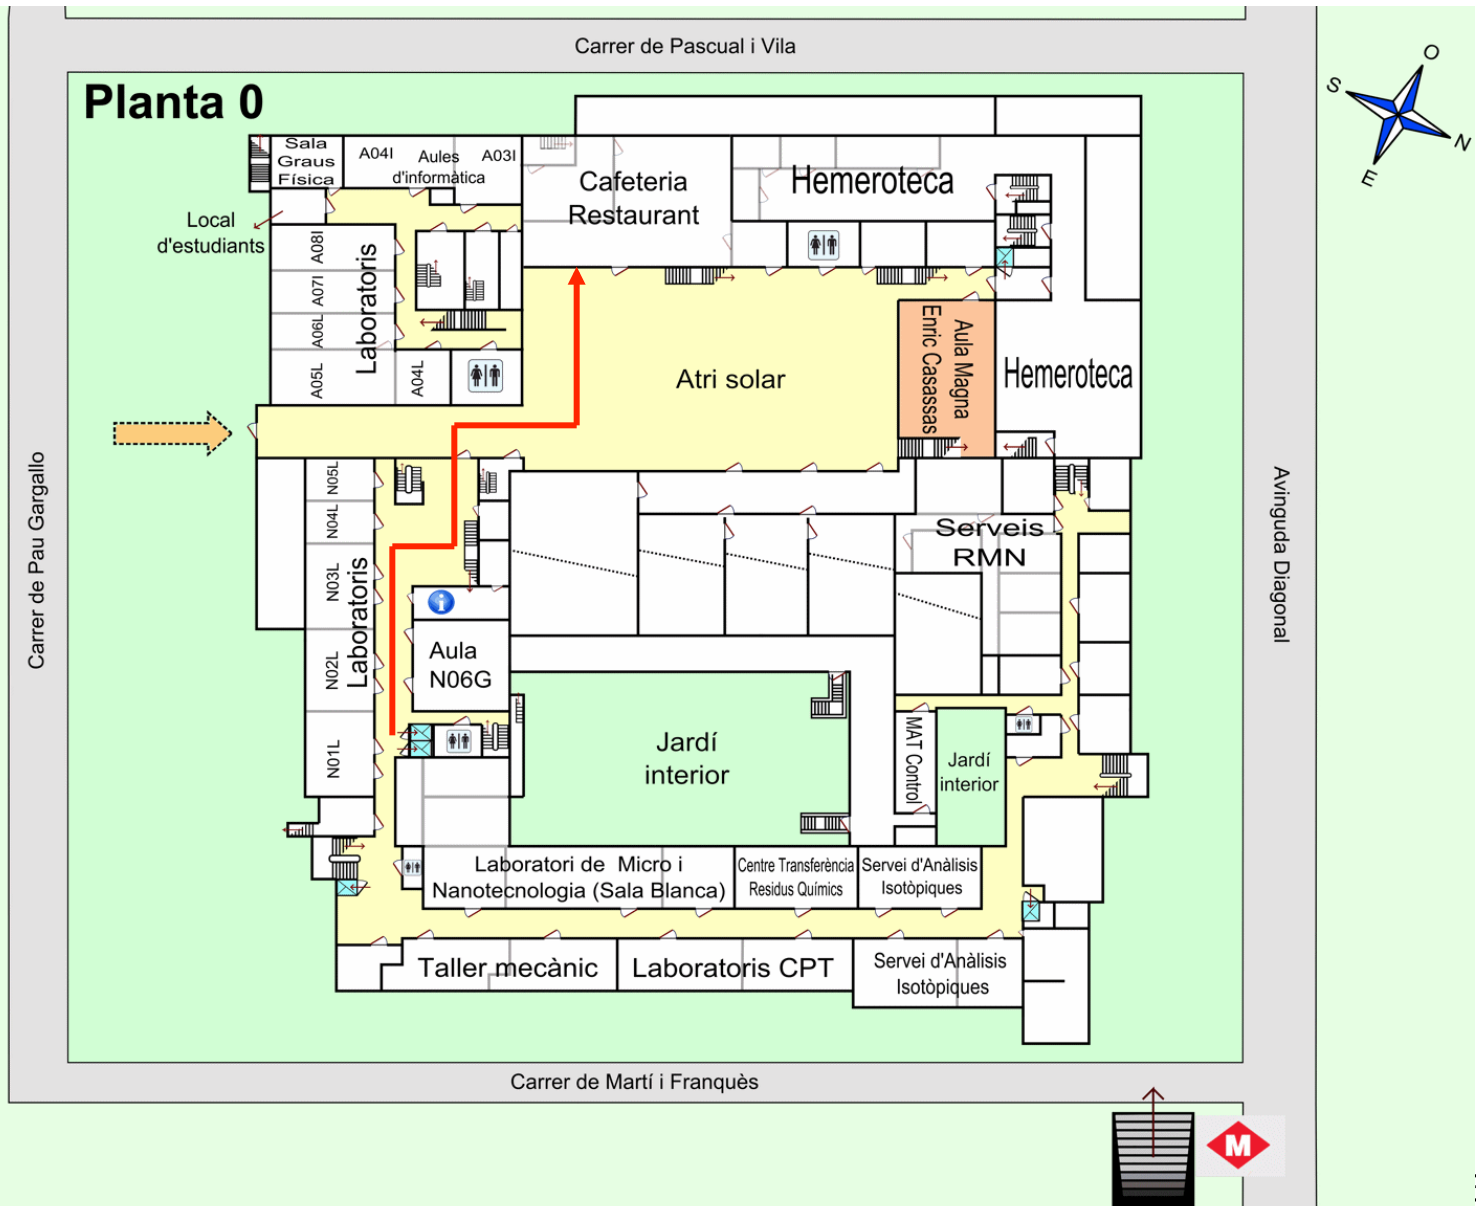 Carrer de Pascual i Vila
Planta 0
O
S
N
E
Sala
Graus
Física
A04I
Aules
d'informàtica
A03I
Cafeteria
Restaurant
Hemeroteca
Local
d'estudiants
A08I
A07I
A06L
A05L
Laboratoris
A04L
Atri solar
Aula Magna
Enric Casassas
Hemeroteca
Carrer de Pau Gargallo
Avinguda Diagonal
N05L
N04L
N03L
N02L
N01L
Laboratoris
i
Aula
N06G
Serveis
RMN
Jardí
interior
MAT Control
Jardí
interior
Laboratori de Micro i
Nanotecnologia (Sala Blanca)
Centre Transferència
Residus Químics
Servei d'Anàlisis
Isotòpiques
Taller mecànic
Laboratoris CPT
Servei d'Anàlisis
Isotòpiques
Carrer de Martí i Franquès
M